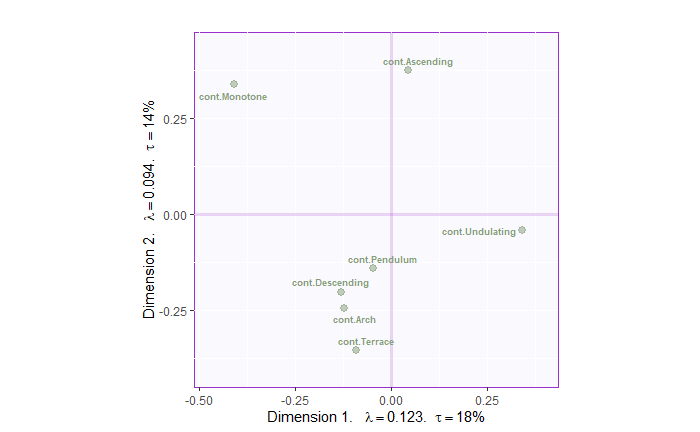 cont.Ascending
cont.Monotone
cont.Undulating
cont.Pendulum
cont.Descending
cont.Arch
cont.Terrace
0.25
0.00
-0.25
Dimension 2. λ = 0.094. τ = 14%
-0.50
-0.25
0.00
0.25
Dimension 1. λ = 0.123. τ = 18%